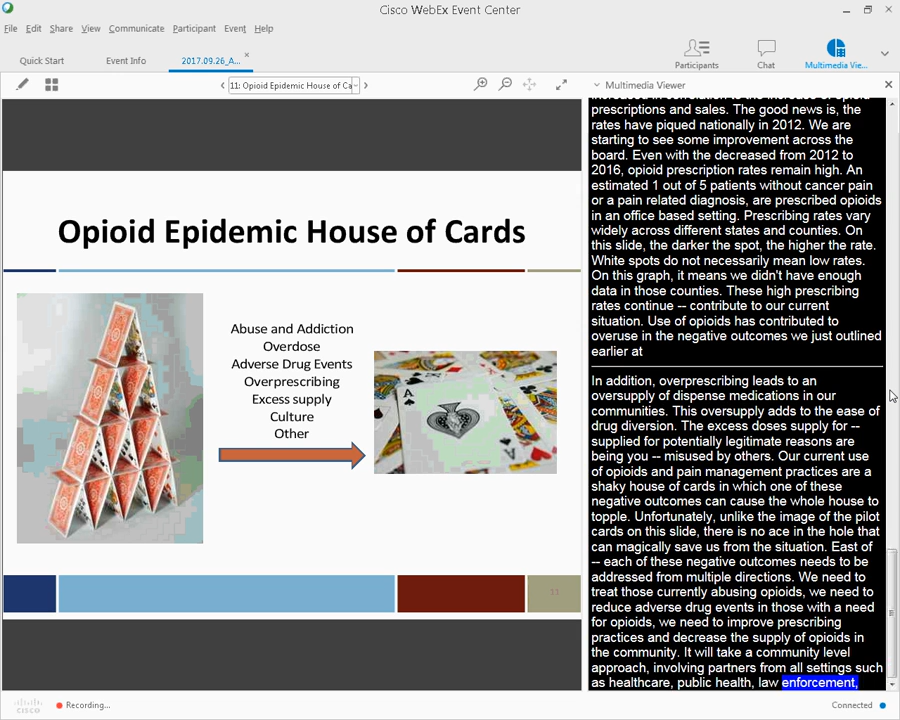 Cisco WebEx Event Center
File Edit Share View Communicate Participant Event Help
Quick Start Event Info 2017.09.26_A... Participants Chat Multimedia Vie...
11: Opioid Epidemic House of Ca
Multimedia Viewer
Opioid Epidemic House of Cards
Abuse and Addiction
Overdose
Adverse Drug Events
Overprescribing
Excess supply
Culture
Other
A
11
prescriptions and sales. The good news is, the
rates have piqued nationally in 2012. We are
starting to see some improvement across the
board. Even with the decreased from 2012 to
2016, opioid prescription rates remain high. An
estimated 1 out of 5 patients without cancer pain
or a pain related diagnosis, are prescribed opioids
in an office based setting. Prescribing rates vary
widely across different states and counties. On
this slide, the darker the spot, the higher the rate.
White spots do not necessarily mean low rates.
On this graph, it means we didn't have enough
data in those counties. These high prescribing
rates continue -- contribute to our current
situation. Use of opioids has contributed to
overuse in the negative outcomes we just outlined
earlier at
In addition, overprescribing leads to an
oversupply of dispense medications in our
communities. This oversupply adds to the ease of
drug diversion. The excess doses supply for --
supplied for potentially legitimate reasons are
being you -- misused by others. Our current use
of opioids and pain management practices are a
shaky house of cards in which one of these
negative outcomes can cause the whole house to
topple. Unfortunately, unlike the image of the pilot
cards on this slide, there is no ace in the hole that
can magically save us from the situation. East of
-- each of these negative outcomes needs to be
addressed from multiple directions. We need to
treat those currently abusing opioids, we need to
reduce adverse drug events in those with a need
for opioids, we need to improve prescribing
practices and decrease the supply of opioids in
the community. It will take a community level
approach, involving partners from all settings such
as healthcare, public health, law enforcement,
cisco
Recording...
Connected